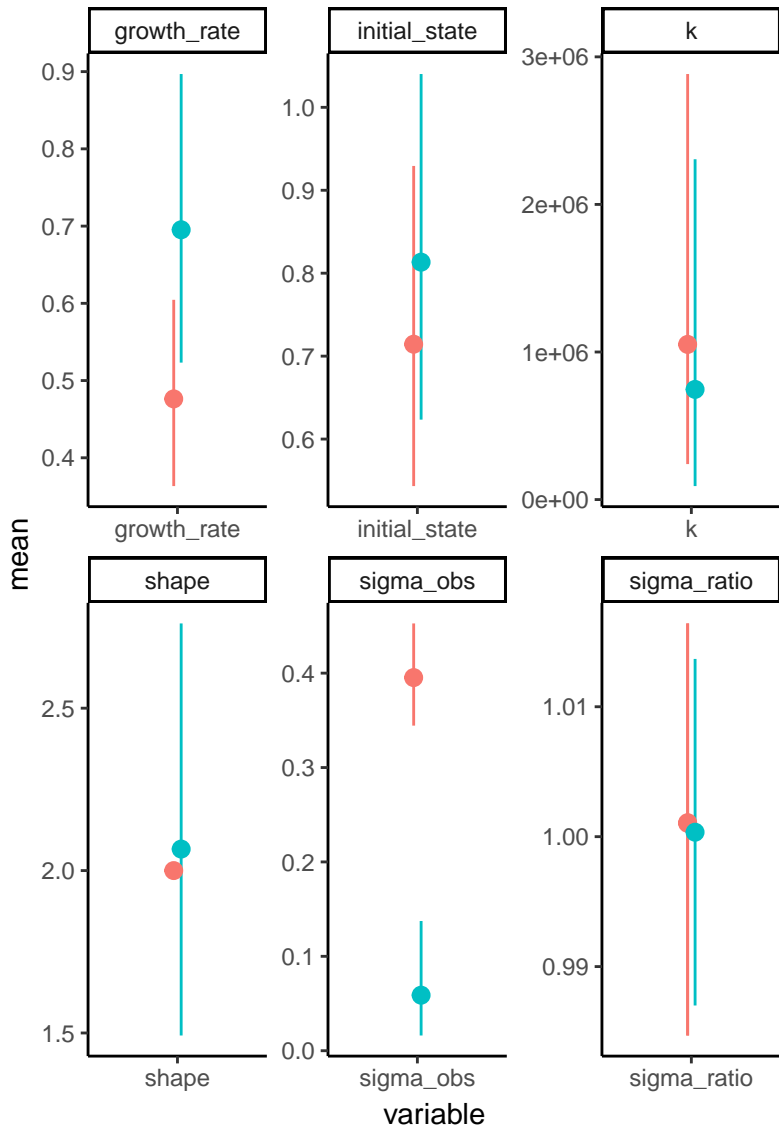 growth_rate
initial_state
k
0.9
0.8
0.7
0.6
0.5
0.4
1.0
0.9
0.8
0.7
0.6
3e+06
2e+06
1e+06
0e+00
growth_rate
initial_state
k
mean
shape
sigma_obs
sigma_ratio
2.5
2.0
1.5
0.4
0.3
0.2
0.1
0.0
1.01
1.00
0.99
shape
sigma_obs
sigma_ratio
variable